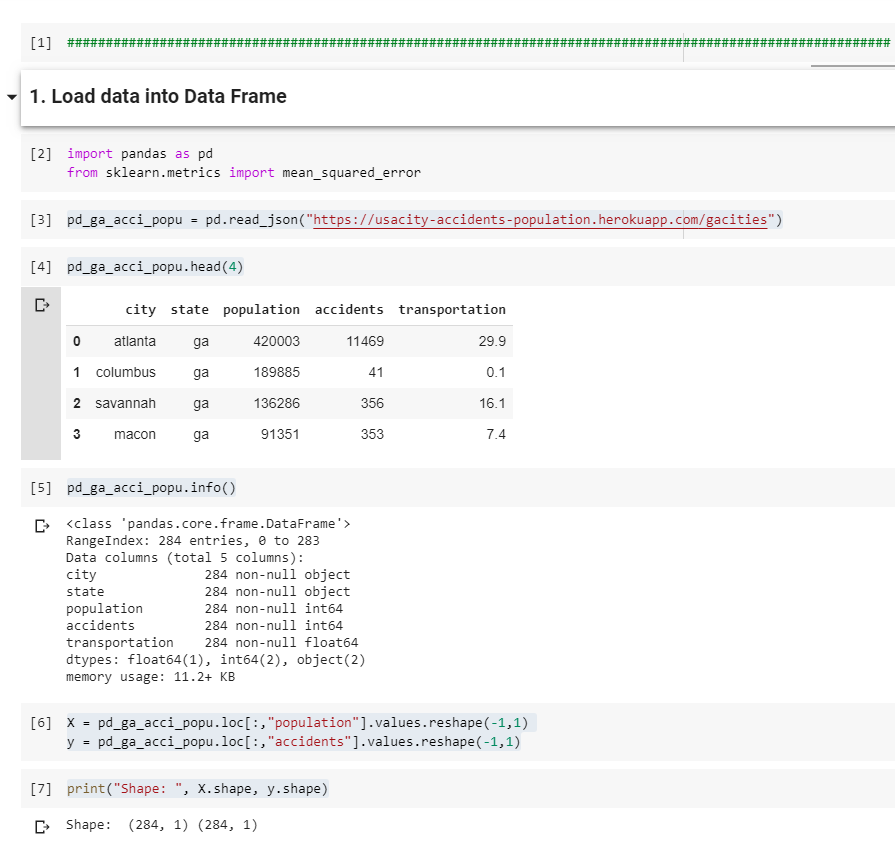 [1] ###########################################################################################################
1. Load data into Data Frame
[2] import pandas as pd
from sklearn.metrics import mean_squared_error
[3] pd_ga_acci_popu = pd.read_json("https://usacity-accidents-population.herokuapp.com/gacities")
[4] pd_ga_acci_popu.head(4)
city state population accidents transportation
0 atlanta ga 420003 11469 29.9
1 columbus ga 189885 41 0.1
2 savannah ga 136286 356 16.1
3 macon ga 91351 353 7.4
[5] pd_ga_acci_popu.info()
<class 'pandas.core.frame.DataFrame'>
RangeIndex: 284 entries, 0 to 283
Data columns (total 5 columns):
city 284 non-null object
state 284 non-null object
population 284 non-null int64
accidents 284 non-null int64
transportation 284 non-null float64
dtypes: float64(1), int64(2), object(2)
memory usage: 11.2+ KB
[6] X = pd_ga_acci_popu.loc[:,"population"].values.reshape(-1,1)
y = pd_ga_acci_popu.loc[:,"accidents"].values.reshape(-1,1)
[7] print("Shape: ", X.shape, y.shape)
Shape: (284, 1) (284, 1)